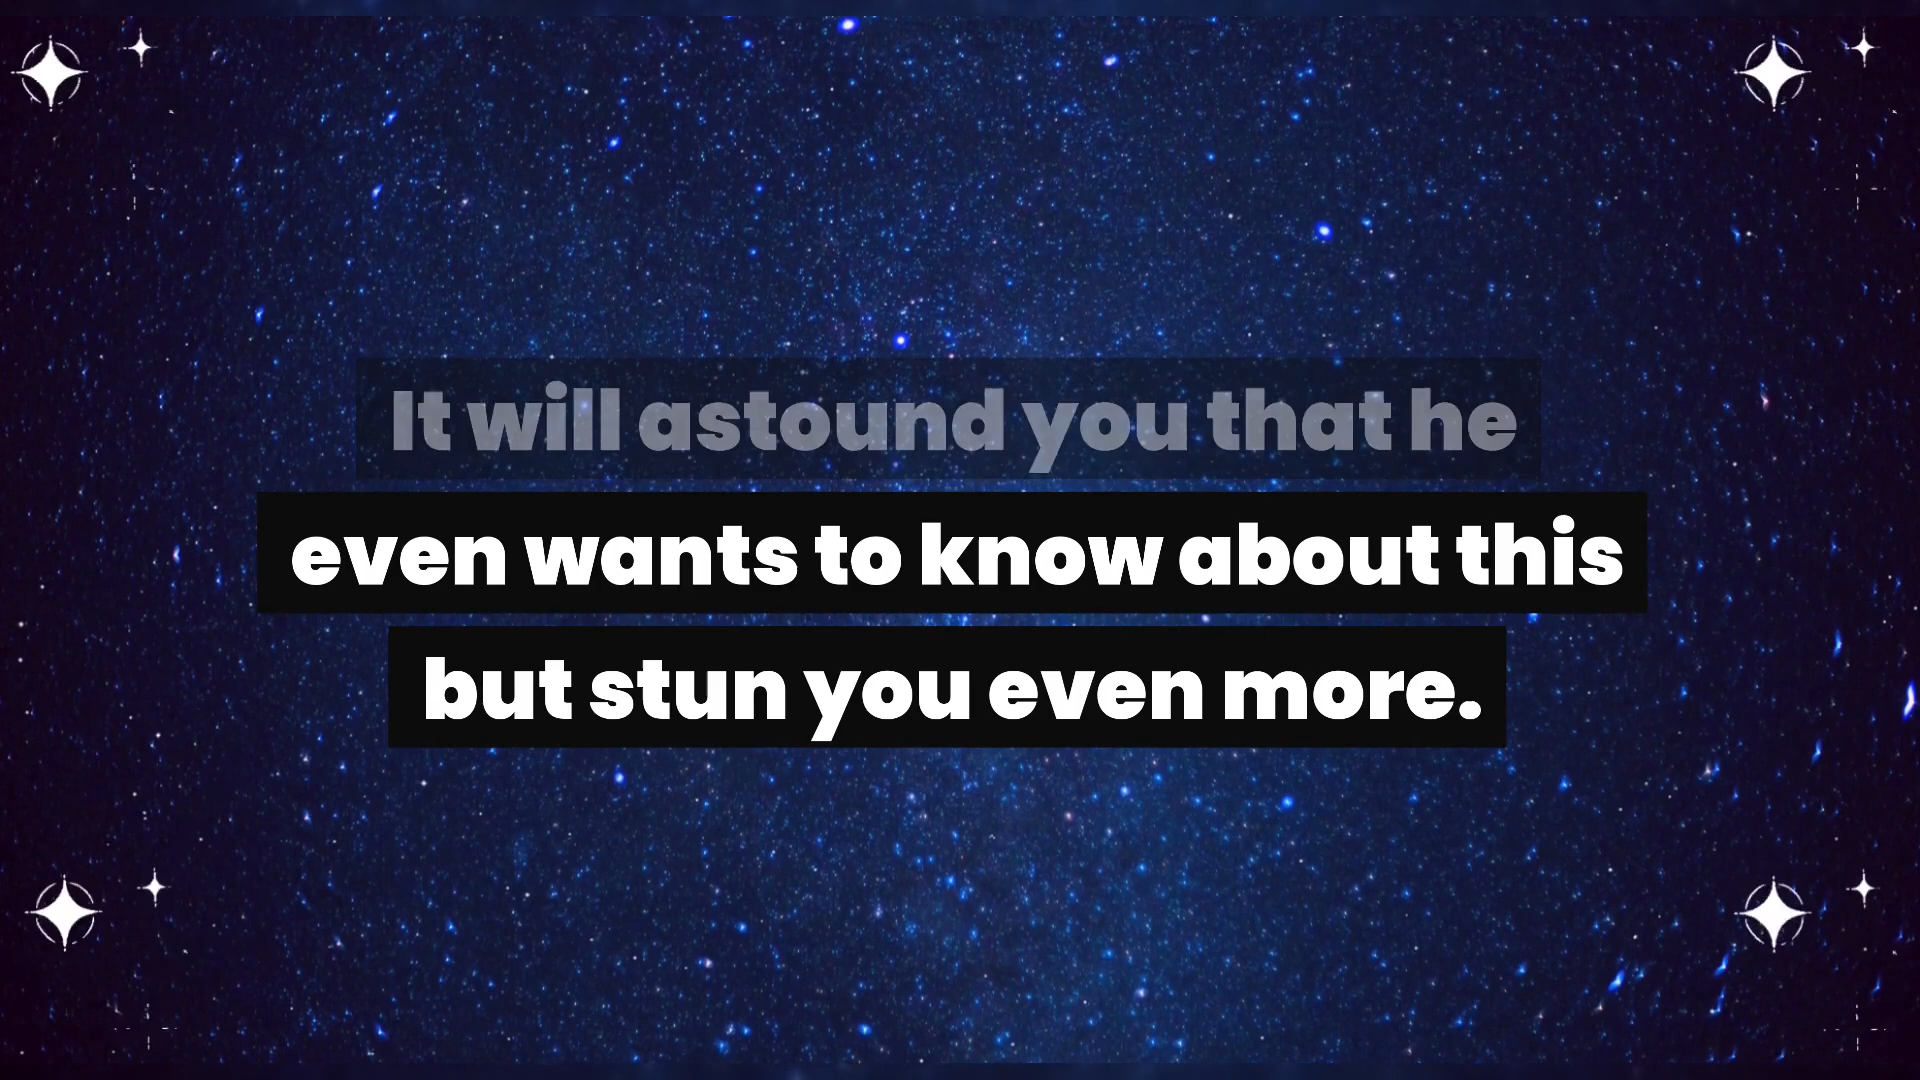 It will astound you that he
even wants to know about this
but stun you even more.